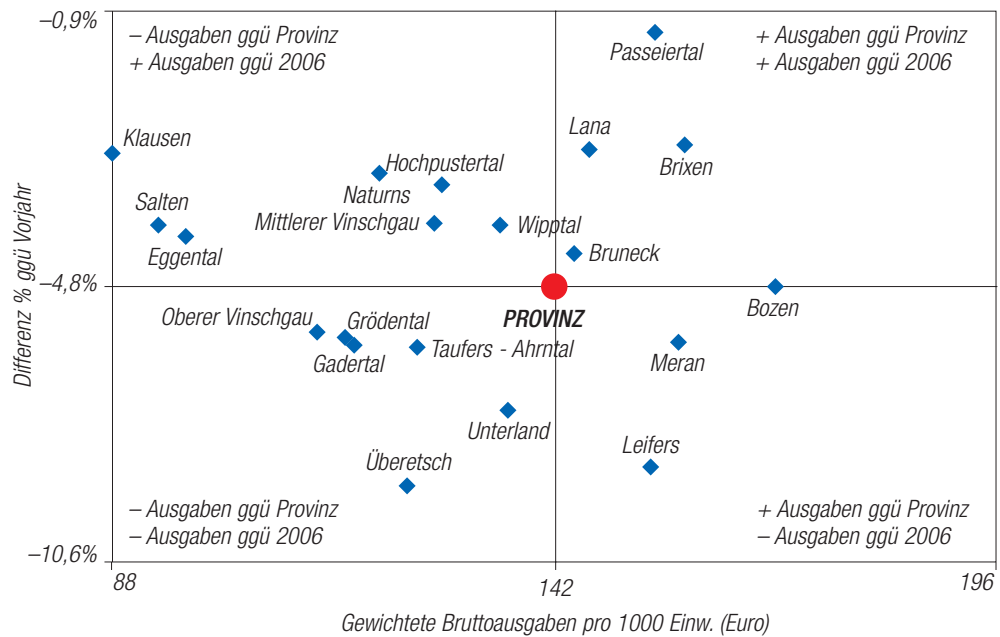 –0,9%
– Ausgaben ggü Provinz
+ Ausgaben ggü 2006
Passeiertal
+ Ausgaben ggü Provinz
+ Ausgaben ggü 2006
Klausen
Lana
Hochpustertal
Brixen
Naturns
Salten
Mittlerer Vinschgau
Wipptal
Eggental
Bruneck
Differenz % ggü Vorjahr
–4,8%
Bozen
Oberer Vinschgau
Grödental
PROVINZ
Gadertal
Taufers - Ahrntal
Meran
Unterland
Leifers
Überetsch
– Ausgaben ggü Provinz
– Ausgaben ggü 2006
+ Ausgaben ggü Provinz
– Ausgaben ggü 2006
–10,6%
88
142
196
Gewichtete Bruttoausgaben pro 1000 Einw. (Euro)